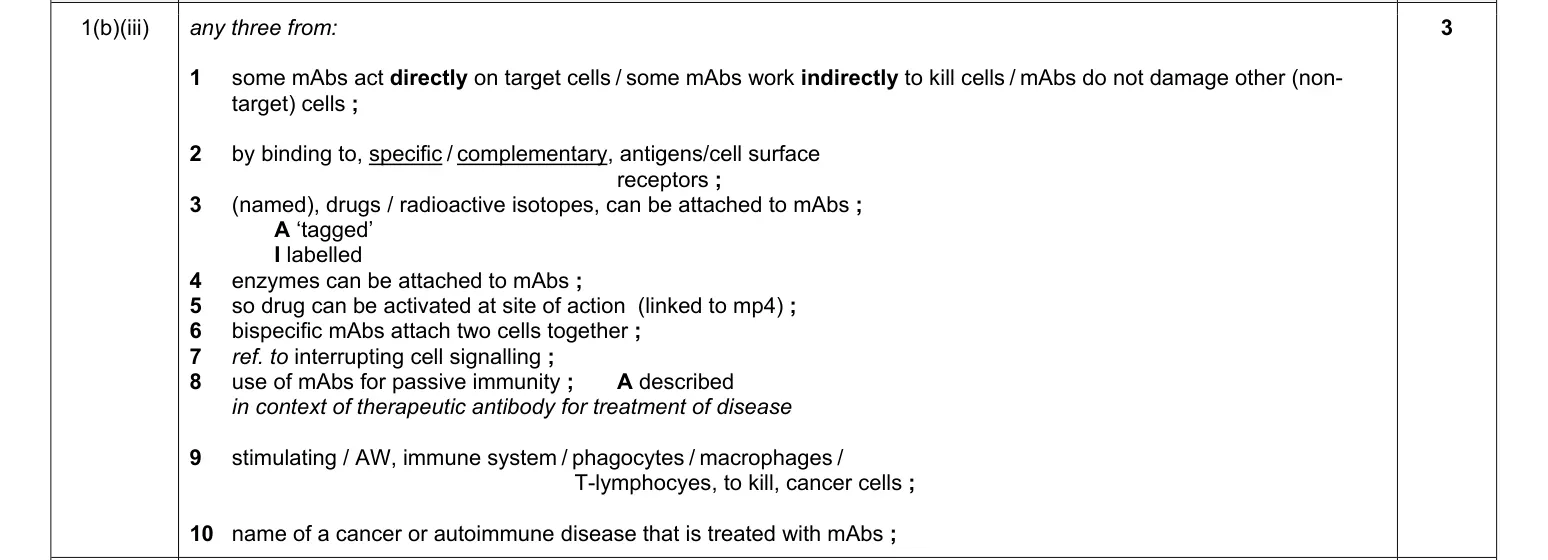 1(b)(iii) any three from: 3
1 some mAbs act directly on target cells / some mAbs work indirectly to kill cells / mAbs do not damage other (non-
target) cells ;
2 by binding to, specific / complementary, antigens/cell surface
receptors ;
3 (named), drugs / radioactive isotopes, can be attached to mAbs ;
A ‘tagged’
I labelled
4 enzymes can be attached to mAbs ;
5 so drug can be activated at site of action (linked to mp4) ;
6 bispecific mAbs attach two cells together ;
7 ref. to interrupting cell signalling ;
8 use of mAbs for passive immunity ; A described
in context of therapeutic antibody for treatment of disease
9 stimulating / AW, immune system / phagocytes / macrophages /
T-lymphocyes, to kill, cancer cells ;
10 name of a cancer or autoimmune disease that is treated with mAbs ;